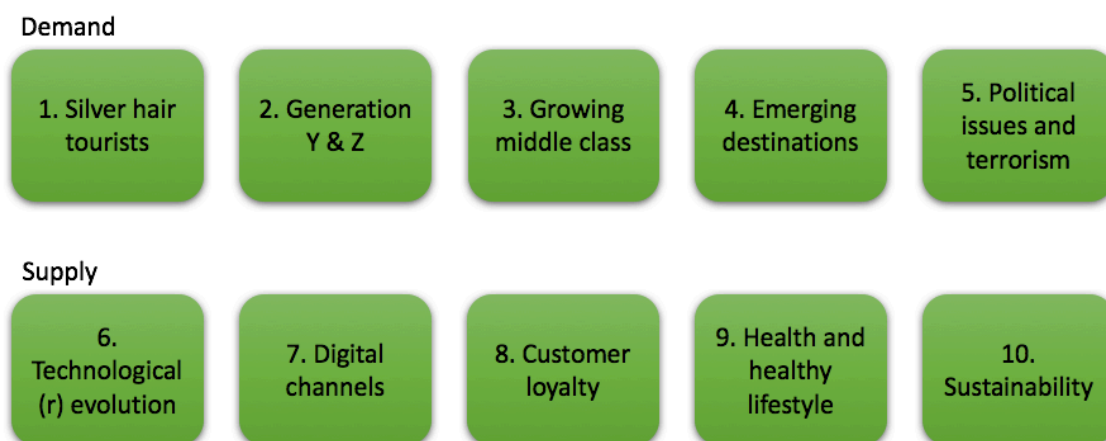 Demand
1. Silver hair
tourists
2. Generation
Y & Z
3. Growing
middle class
4. Emerging
destinations
5. Political
issues and
terrorism
Supply
6.
Technological
(r) evolution
7. Digital
channels
8. Customer
loyalty
9. Health and
healthy
lifestyle
10.
Sustainability